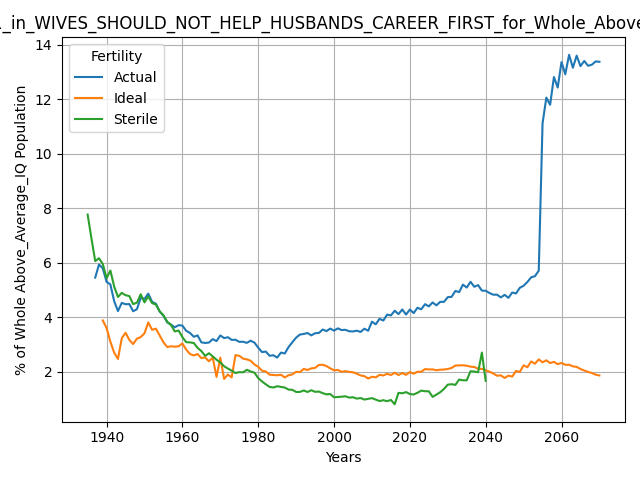 _in_WIVES_SHOULD_NOT_HELP_HUSBANDS_CAREER_FIRST_for_Whole_Above
14
12
10
8
6
4
2
% of Whole Above_Average_IQ Population
Fertility
Actual
Ideal
Sterile
1940 1960 1980 2000 2020 2040 2060
Years